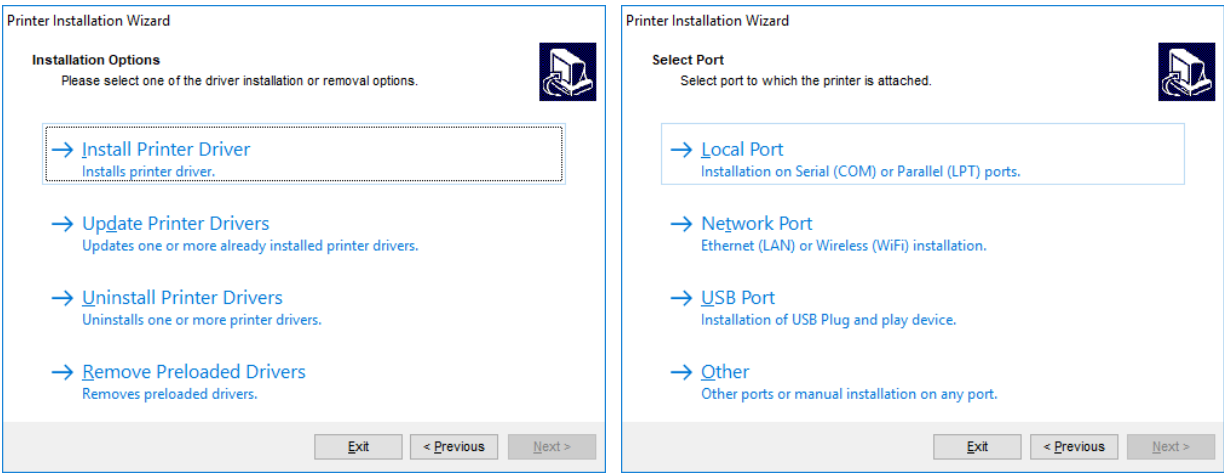 Printer Installation Wizard
Installation Options
Please select one of the driver installation or removal options.
→ Install Printer Driver
Installs printer driver.
→ Update Printer Drivers
Updates one or more already installed printer drivers.
→ Uninstall Printer Drivers
Uninstalls one or more printer drivers.
→ Remove Preloaded Drivers
Removes preloaded drivers.
Exit < Previous Next >
Printer Installation Wizard
Select Port
Select port to which the printer is attached.
→ Local Port
Installation on Serial (COM) or Parallel (LPT) ports.
→ Network Port
Ethernet (LAN) or Wireless (WiFi) installation.
→ USB Port
Installation of USB Plug and play device.
→ Other
Other ports or manual installation on any port.
Exit < Previous Next >